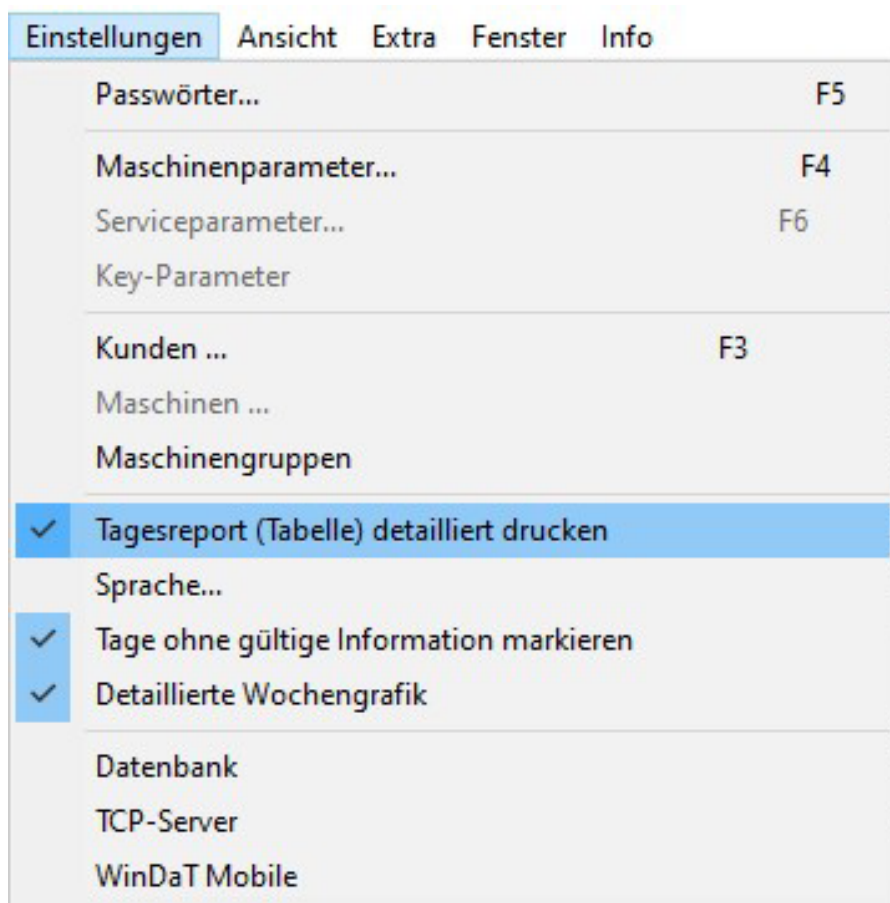 Einstellungen Ansicht Extra Fenster Info
Passwörter... F5
Maschinenparameter... F4
Serviceparameter... F6
Key-Parameter
Kunden ... F3
Maschinen ...
Maschinengruppen
Tagesreport (Tabelle) detailliert drucken
Sprache...
Tage ohne gültige Information markieren
Detaillierte Wochengrafik
Datenbank
TCP-Server
WinDaT Mobile